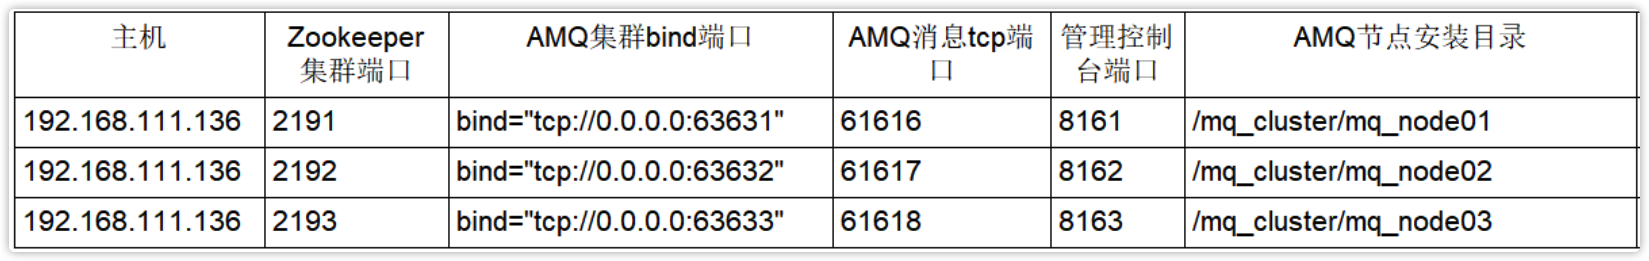 主机 Zookeeper集群端口 AMQ集群bind端口 AMQ消息tcp端口 管理控制台端口 AMQ节点安装目录
192.168.111.136 2191 bind="tcp://0.0.0.0:63631" 61616 8161 /mq_cluster/mq_node01
192.168.111.136 2192 bind="tcp://0.0.0.0:63632" 61617 8162 /mq_cluster/mq_node02
192.168.111.136 2193 bind="tcp://0.0.0.0:63633" 61618 8163 /mq_cluster/mq_node03